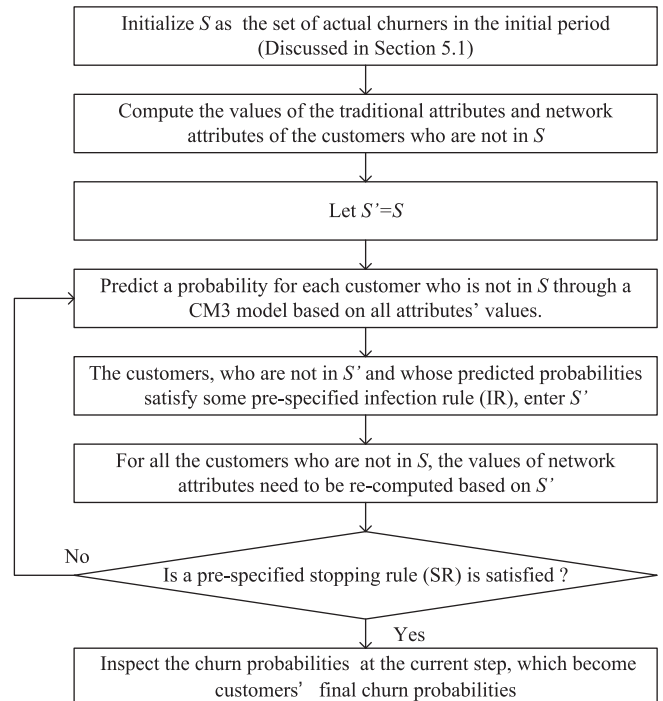 Initialize S as the set of actual churners in the initial period
(Discussed in Section 5.1)
Compute the values of the traditional attributes and network
attributes of the customers who are not in S
Let S’=S
Predict a probability for each customer who is not in S through a
CM3 model based on all attributes’ values.
The customers, who are not in S’ and whose predicted probabilities
satisfy some pre-specified infection rule (IR), enter S’
For all the customers who are not in S, the values of network
attributes need to be re-computed based on S’
No
Is a pre-specified stopping rule (SR) is satisfied ?
Yes
Inspect the churn probabilities at the current step, which become
customers’ final churn probabilities